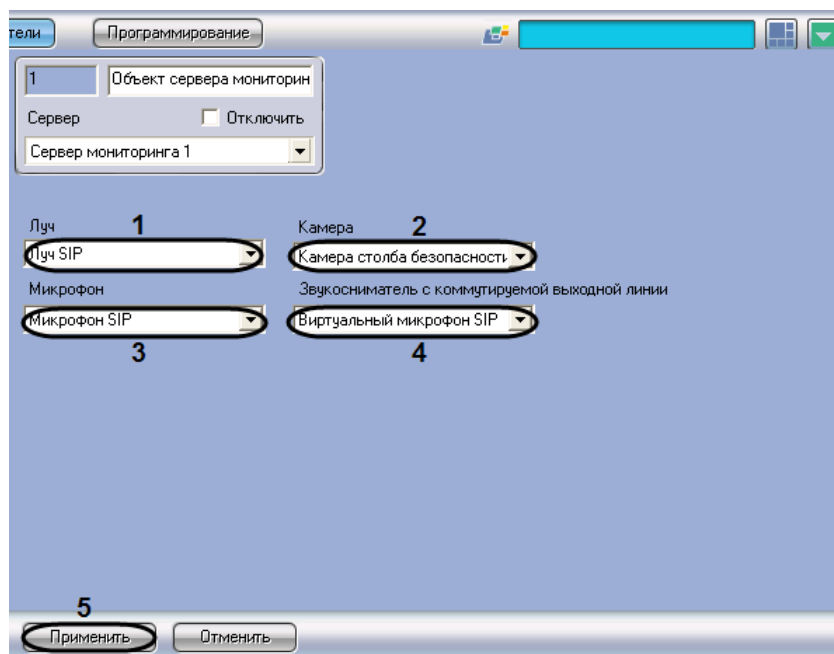 тели Программирование
1 Объект сервера мониторин
Сервер Отключить
Сервер мониторинга 1
Луч 1 Камера 2
Луч SIP Камера столба безопасности
Микрофон Звукосниматель с коммутируемой выходной линии
Микрофон SIP Виртуальный микрофон SIP
3 4
5
Применить Отменить